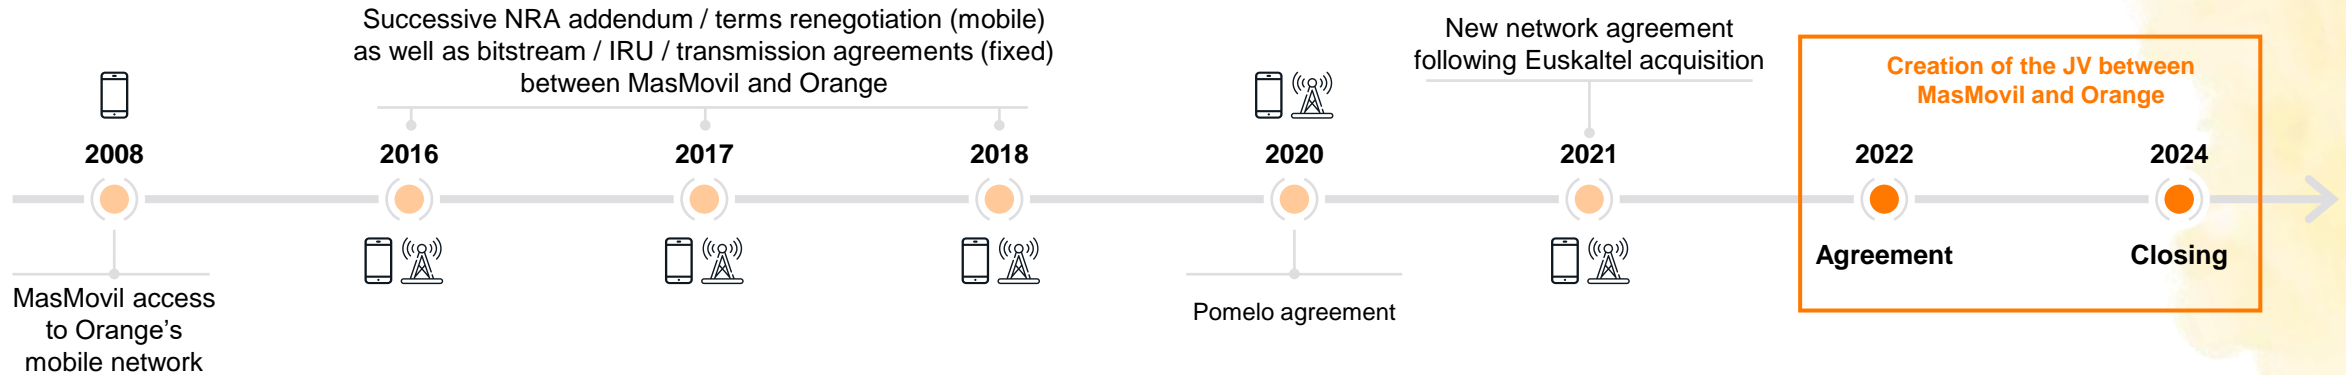 Successive NRA addendum / terms renegotiation (mobile)
as well as bitstream / IRU / transmission agreements (fixed)
between MasMovil and Orange
New network agreement
following Euskaltel acquisition
Creation of the JV between
MasMovil and Orange
2008
2016
2017
2018
2020
2021
2022
2024
Agreement
Closing
MasMovil access
to Orange's
mobile network
Pomelo agreement